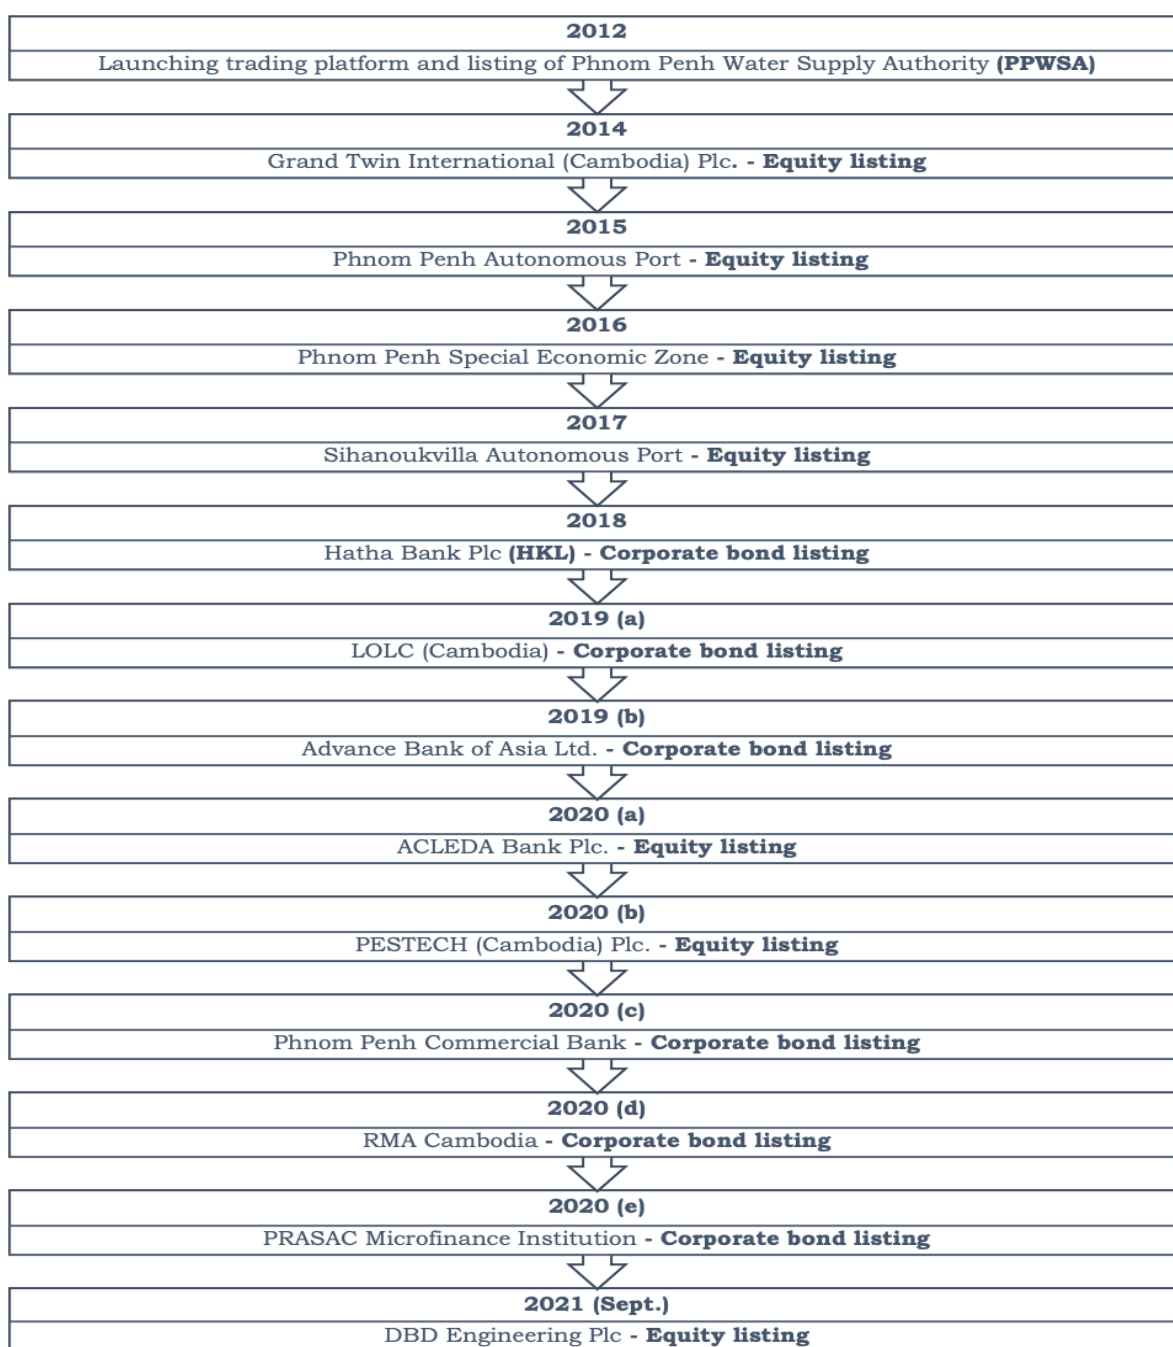 2012
Launching trading platform and listing of Phnom Penh Water Supply Authority (PPWSA)
2014
Grand Twin International (Cambodia) Plc. - Equity listing
2015
Phnom Penh Autonomous Port - Equity listing
2016
Phnom Penh Special Economic Zone - Equity listing
2017
Sihanoukvilla Autonomous Port - Equity listing
2018
Hatha Bank Plc (HKL) - Corporate bond listing
2019 (a)
LOLC (Cambodia) - Corporate bond listing
2019 (b)
Advance Bank of Asia Ltd. - Corporate bond listing
2020 (a)
ACLEDA Bank Plc. - Equity listing
2020 (b)
PESTECH (Cambodia) Plc. - Equity listing
2020 (c)
Phnom Penh Commercial Bank - Corporate bond listing
2020 (d)
RMA Cambodia - Corporate bond listing
2020 (e)
PRASAC Microfinance Institution - Corporate bond listing
2021 (Sept.)
DBD Engineering Plc - Equity listing